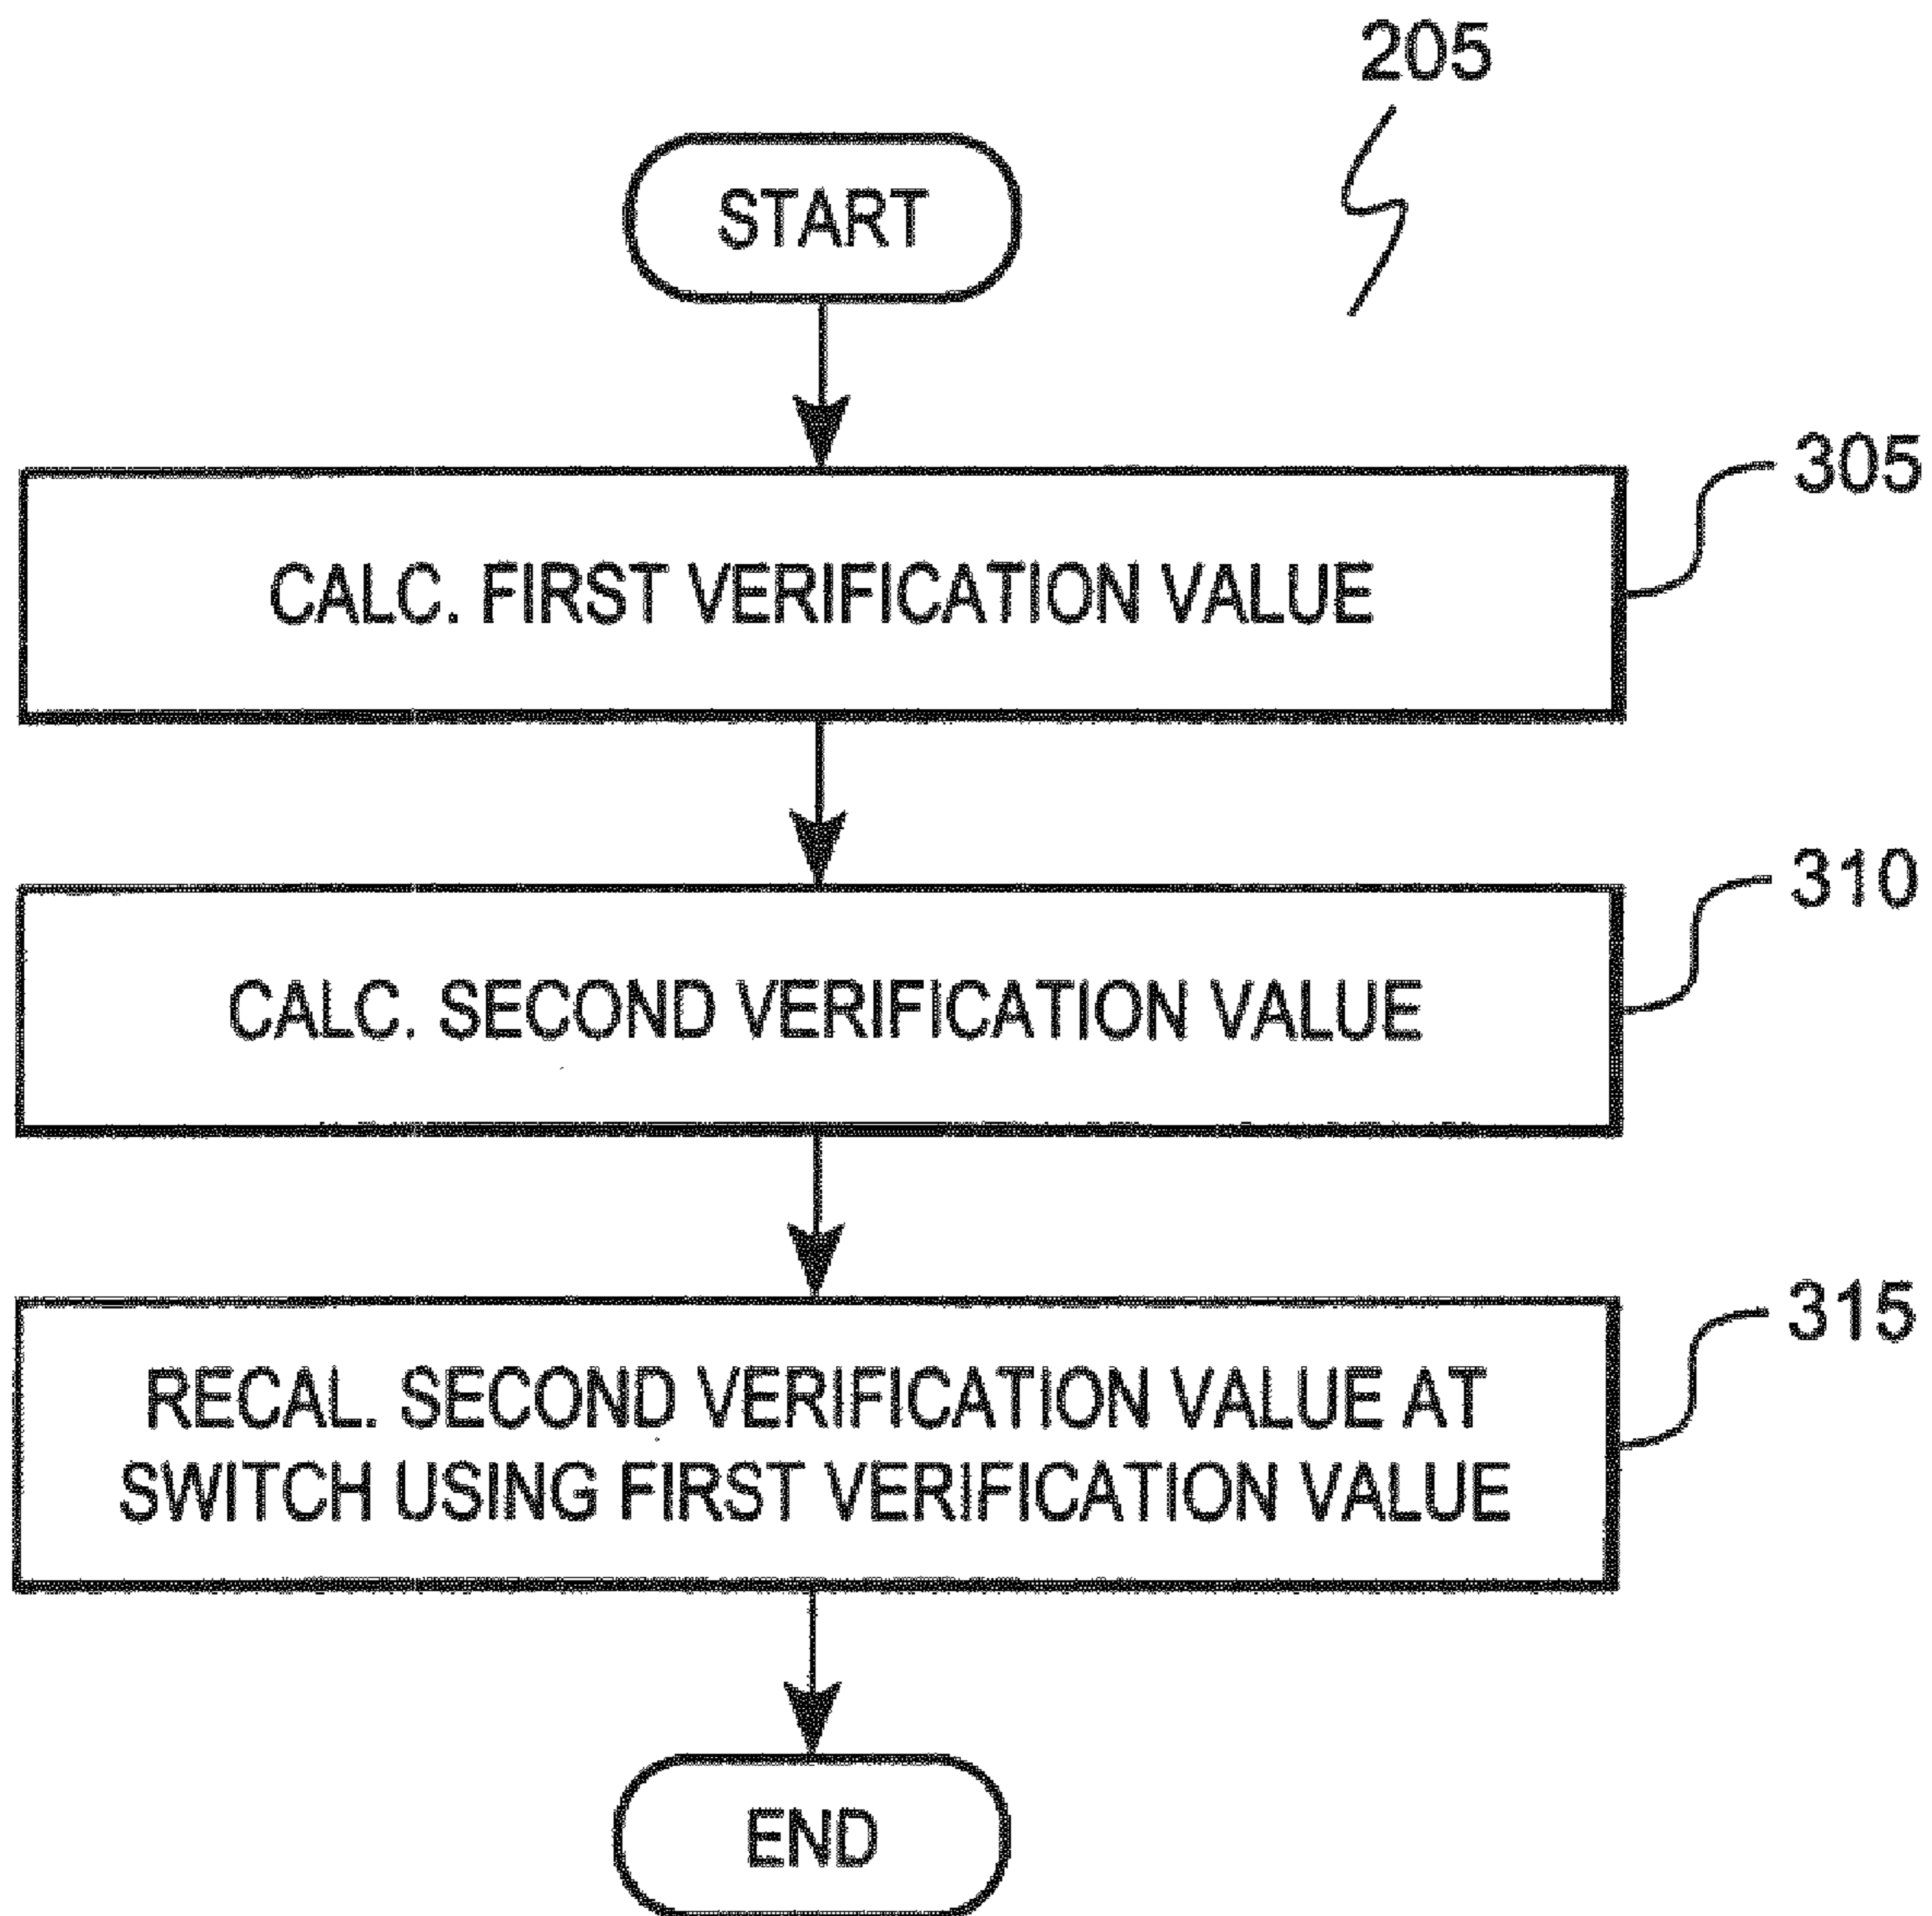 205
START
305
CALC. FIRST VERIFICATION VALUE
310
CALC. SECOND VERIFICATION VALUE
315
RECAL. SECOND VERIFICATION VALUE AT
SWITCH USING FIRST VERIFICATION VALUE
END